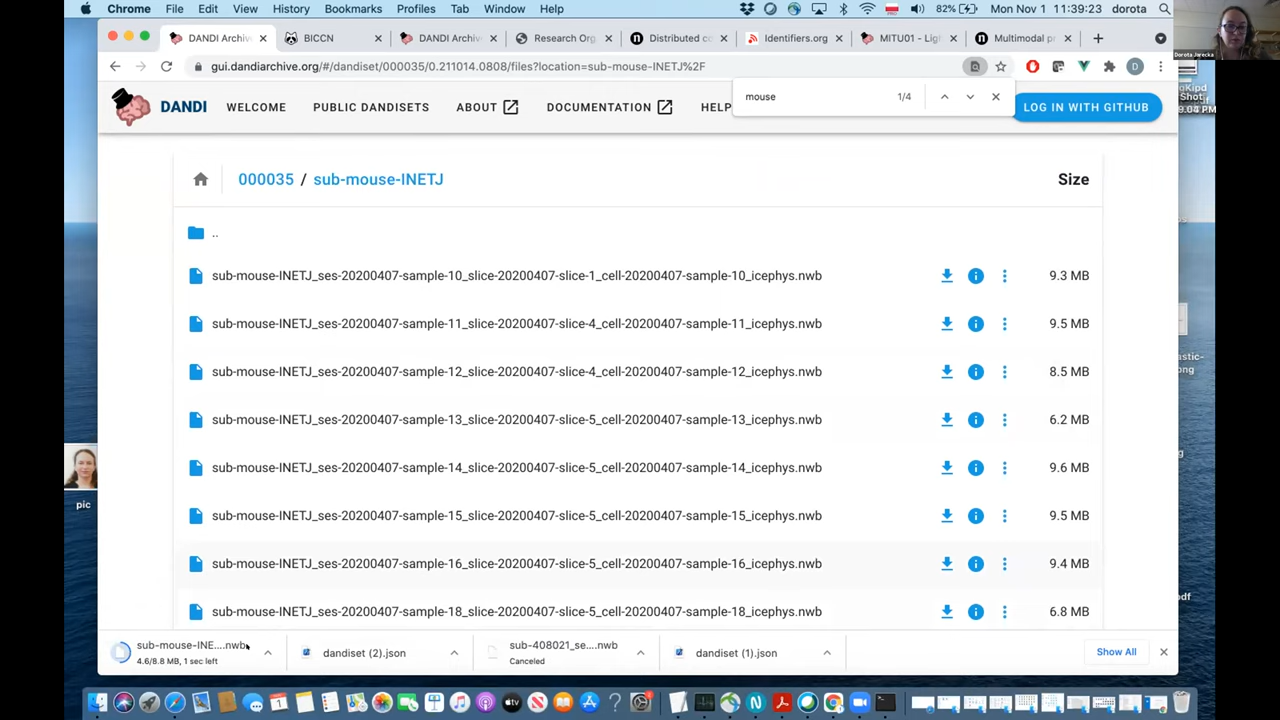 Chrome File Edit View History Bookmarks Profiles Tab Window Help 82% Mon Nov 1 11:39:23 dorota
DANDI Archiv BICCN DANDI Archiv Research Org Distributed co Identifiers.org MITU01 - Ligh Multimodal pr
Dorota Jarecka
gui.dandiarchive.org/#/dandiset/000035/0.21101
files?location=sub-mouse-INETJ%2F D
Shot
DANDI WELCOME PUBLIC DANDISETS ABOUT DOCUMENTATION HELP mouse 1/4 LOG IN WITH GITHUB
000035 / sub-mouse-INETJ Size
..
sub-mouse-INETJ_ses-20200407-sample-10_slice-20200407-slice-1_cell-20200407-sample-10_icephys.nwb 9.3 MB
sub-mouse-INETJ_ses-20200407-sample-11_slice-20200407-slice-4_cell-20200407-sample-11_icephys.nwb 9.5 MB
sub-mouse-INETJ_ses-20200407-sample-12_slice-20200407-slice-4_cell-20200407-sample-12_icephys.nwb 8.5 MB
sub-mouse-INETJ_ses-20200407-sample-13_slice-20200407-slice-5_cell-20200407-sample-13_icephys.nwb 6.2 MB
sub-mouse-INETJ_ses-20200407-sample-14_slice-20200407-slice-5_cell-20200407-sample-14_icephys.nwb 9.6 MB
sub-mouse-INETJ_ses-20200407-sample-15_slice-20200407-slice-5_cell-20200407-sample-15_icephys.nwb 9.5 MB
sub-mouse-INETJ_ses-20200407-sample-16_slice-20200407-slice-5_cell-20200407-sample-16_icephys.nwb 9.4 MB
sub-mouse-INETJ_ses-20200407-sample-18_slice-20200407-slice-6_cell-20200407-sample-18_icephys.nwb 6.8 MB
pic
sub-mouse-INE....nwb dandiset (2).json sub-408021_se....nwb dandiset (1).json Show All
4.6/8.8 MB, 1 sec left Canceled